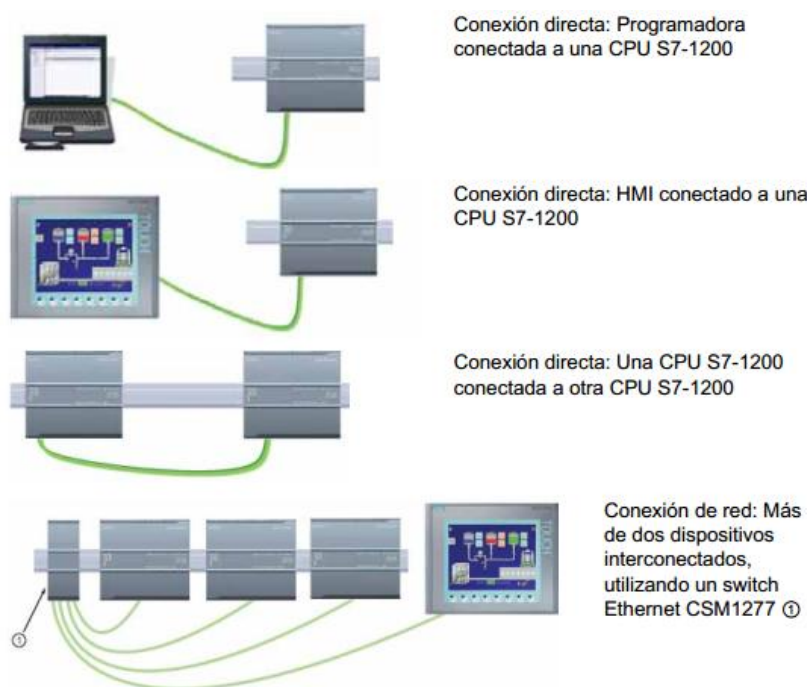 Conexión directa: Programadora
conectada a una CPU S7-1200
Conexión directa: HMI conectado a una
CPU S7-1200
Conexión directa: Una CPU S7-1200
conectada a otra CPU S7-1200
Conexión de red: Más
de dos dispositivos
interconectados,
utilizando un switch
Ethernet CSM1277 ①
①